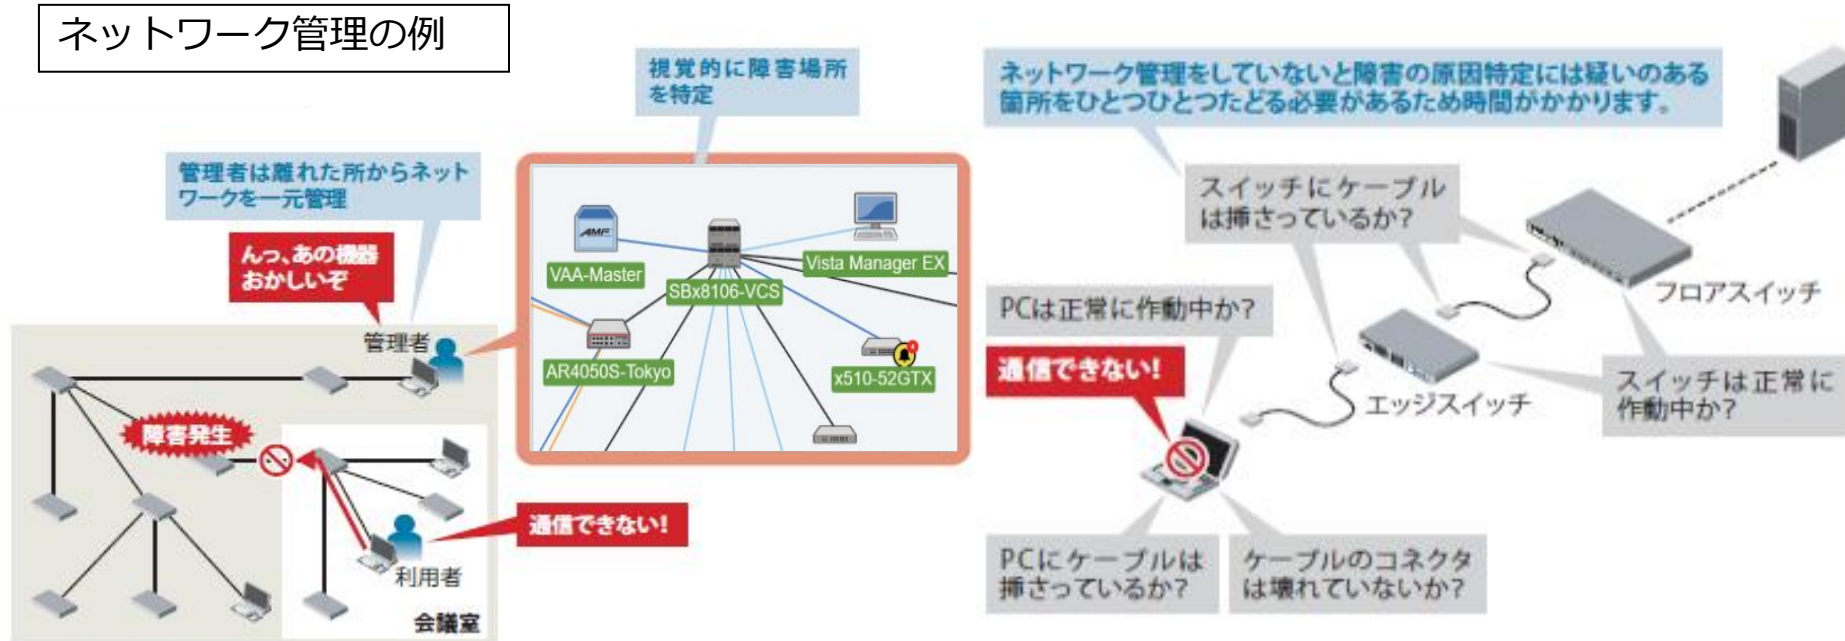 ネットワーク管理の例
視覚的に障害場所
を特定
管理者は離れた所からネット
ワークを一元管理
んっ、あの機器
おかしいぞ
管理者
障害発生
通信できない!
利用者
会議室
AMF
VAA-Master
SBx8106-VCS
Vista Manager EX
AR4050S-Tokyo
x510-52GTX
ネットワーク管理をしていないと障害の原因特定には疑いのある
箇所をひとつひとつたどる必要があるため時間がかかります。
スイッチにケーブル
は挿さっているか?
フロアスイッチ
PCは正常に作動中か?
通信できない!
エッジスイッチ
スイッチは正常に
作動中か?
PCにケーブルは
挿さっているか?
ケーブルのコネクタ
は壊れていないか?